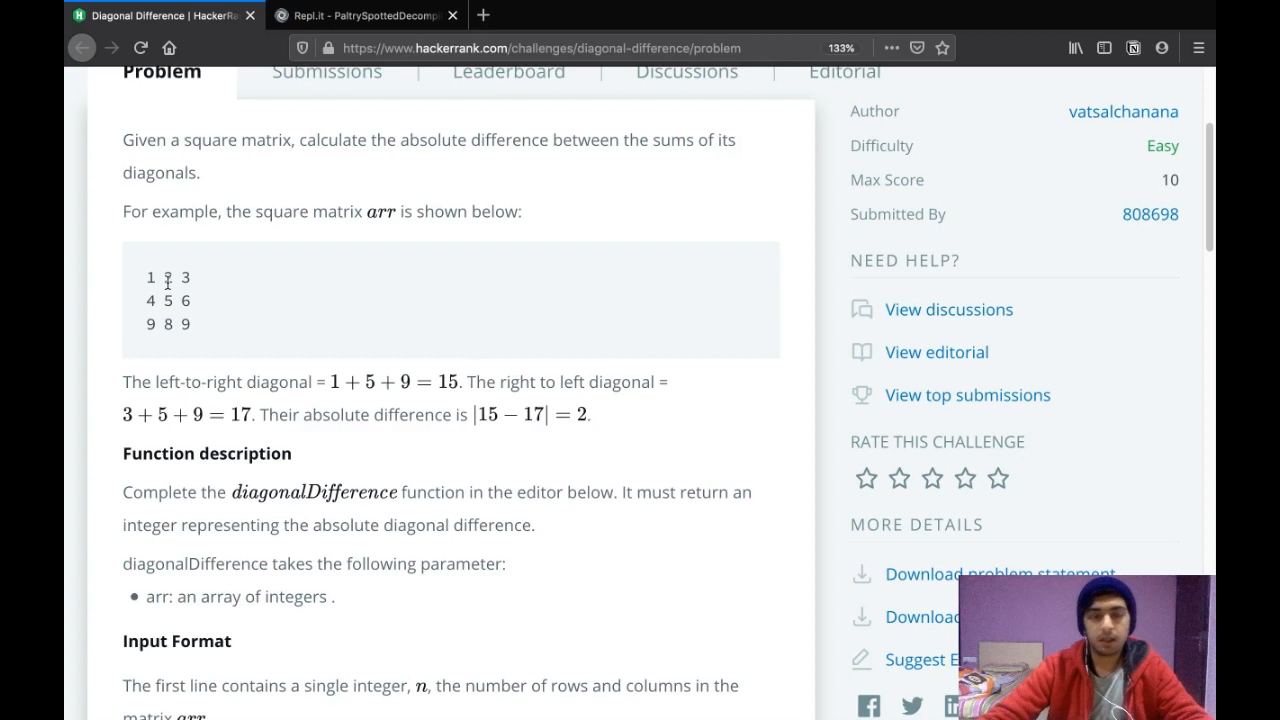 Diagonal Difference | HackerRa
Repl.it - PaltrySpottedDecompil
https://www.hackerrank.com/challenges/diagonal-difference/problem
133%
Problem
Submissions
Leaderboard
Discussions
Editorial
Given a square matrix, calculate the absolute difference between the sums of its
diagonals.
For example, the square matrix arr is shown below:
1 2 3
4 5 6
9 8 9
The left-to-right diagonal = 1 + 5 + 9 = 15. The right to left diagonal =
3 + 5 + 9 = 17. Their absolute difference is |15 − 17| = 2.
Function description
Complete the diagonalDifference function in the editor below. It must return an
integer representing the absolute diagonal difference.
diagonalDifference takes the following parameter:
• arr: an array of integers .
Input Format
The first line contains a single integer, n, the number of rows and columns in the
matrix arr.
Author vatsalchanana
Difficulty Easy
Max Score 10
Submitted By 808698
NEED HELP?
View discussions
View editorial
View top submissions
RATE THIS CHALLENGE
MORE DETAILS
Download problem statement
Download
Suggest E